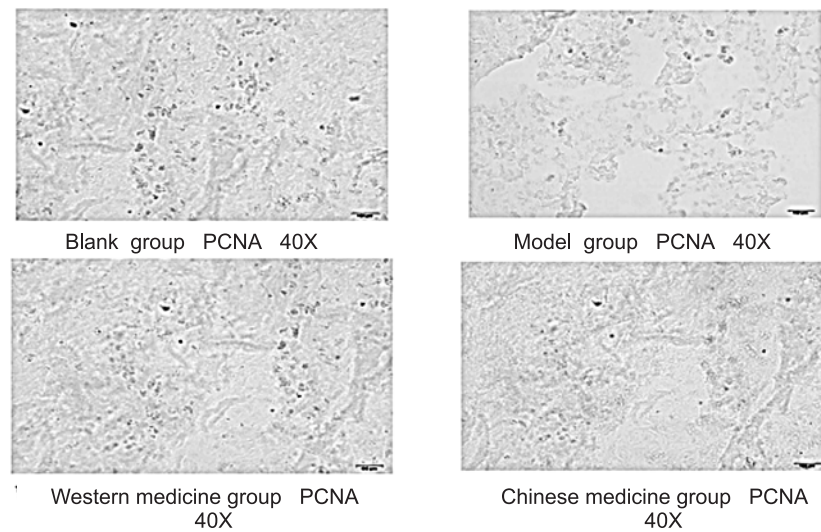 Blank group PCNA 40X
Model group PCNA 40X
Western medicine group PCNA
40X
Chinese medicine group PCNA
40X